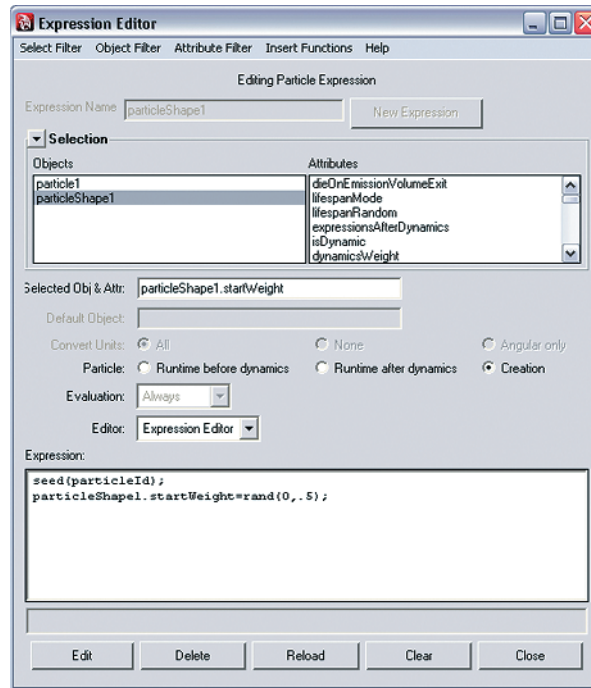 Expression Editor
Select Filter Object Filter Attribute Filter Insert Functions Help
Editing Particle Expression
Expression Name particleShape1 New Expression
Selection
Objects Attributes
particle1 dieOnEmissionVolumeExit
particleShape1 lifespanMode
lifespanRandom
expressionsAfterDynamics
isDynamic
dynamicsWeight
Selected Obj & Attr: particleShape1.startWeight
Default Object:
Convert Units: All None Angular only
Particle: Runtime before dynamics Runtime after dynamics Creation
Evaluation: Always
Editor: Expression Editor
Expression:
seed(particleId);
particleShape1.startWeight=rand(0,.5);
Edit Delete Reload Clear Close